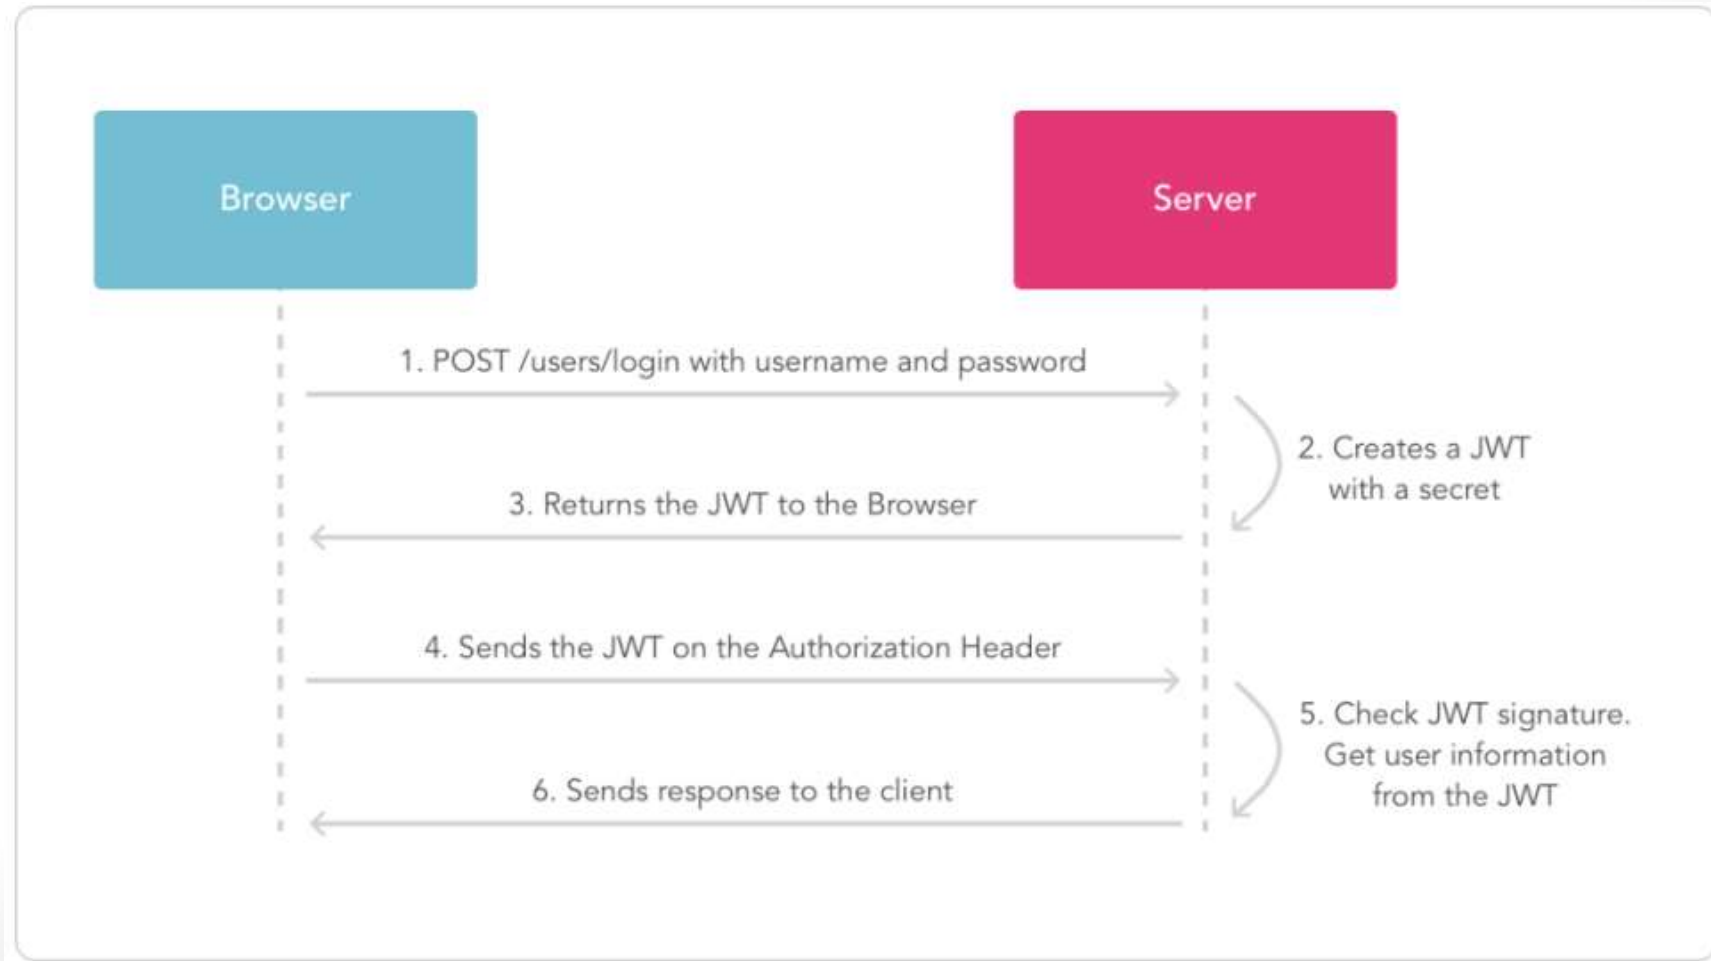 Browser
Server
1. POST /users/login with username and password
2. Creates a JWT
with a secret
3. Returns the JWT to the Browser
4. Sends the JWT on the Authorization Header
5. Check JWT signature.
Get user information
from the JWT
6. Sends response to the client